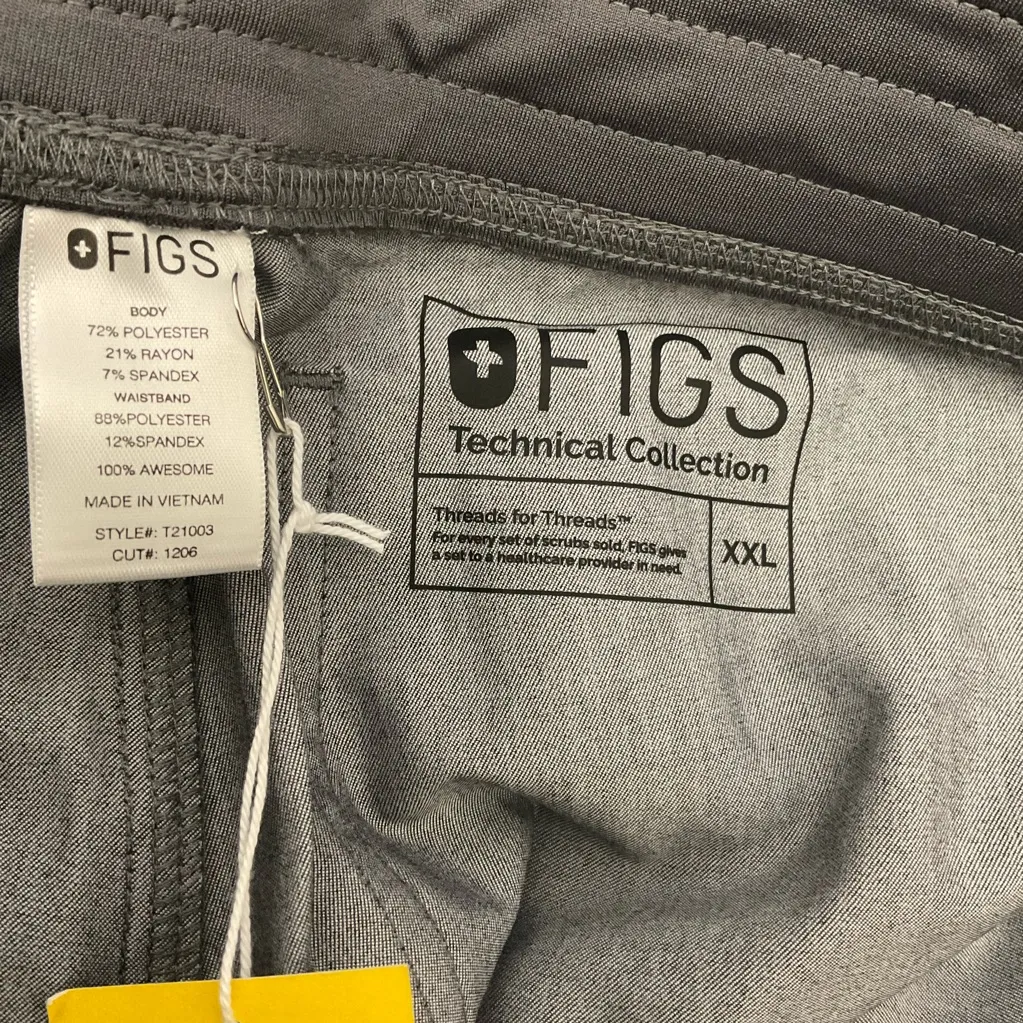 FIGS
BODY
72% POLYESTER
21% RAYON
7% SPANDEX
WAISTBAND
88%POLYESTER
12%SPANDEX
100% AWESOME
MADE IN VIETNAM
STYLE#: T21003
CUT#: 1206
FIGS
Technical Collection
Threads for Threads™
For every set of scrubs sold, FIGS gives
a set to a healthcare provider in need.
XXL